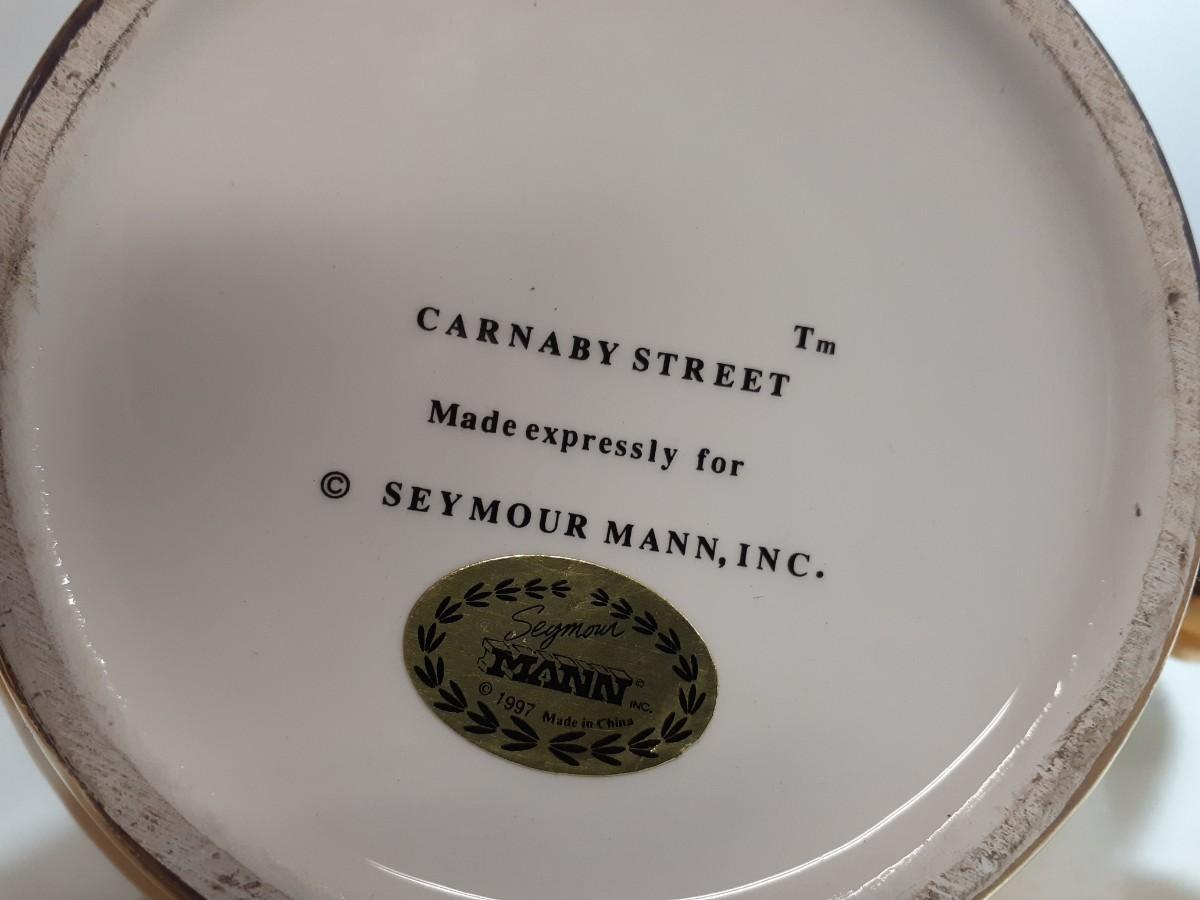 CARNABY STREET Tm
Made expressly for
© SEYMOUR MANN, INC.
Seymour
MANN ©
INC.
© 1997 Made in China